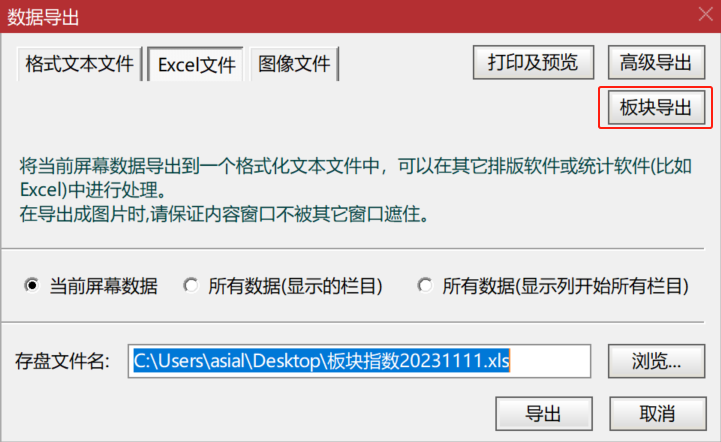 数据导出
格式文本文件 Excel文件 图像文件 打印及预览 高级导出
板块导出
将当前屏幕数据导出到一个格式化文本文件中，可以在其它排版软件或统计软件(比如
Excel)中进行处理。
在导出成图片时,请保证内容窗口不被其它窗口遮住。
当前屏幕数据 所有数据(显示的栏目) 所有数据(显示列开始所有栏目)
存盘文件名: C:\Users\asial\Desktop\板块指数20231111.xls 浏览...
导出 取消